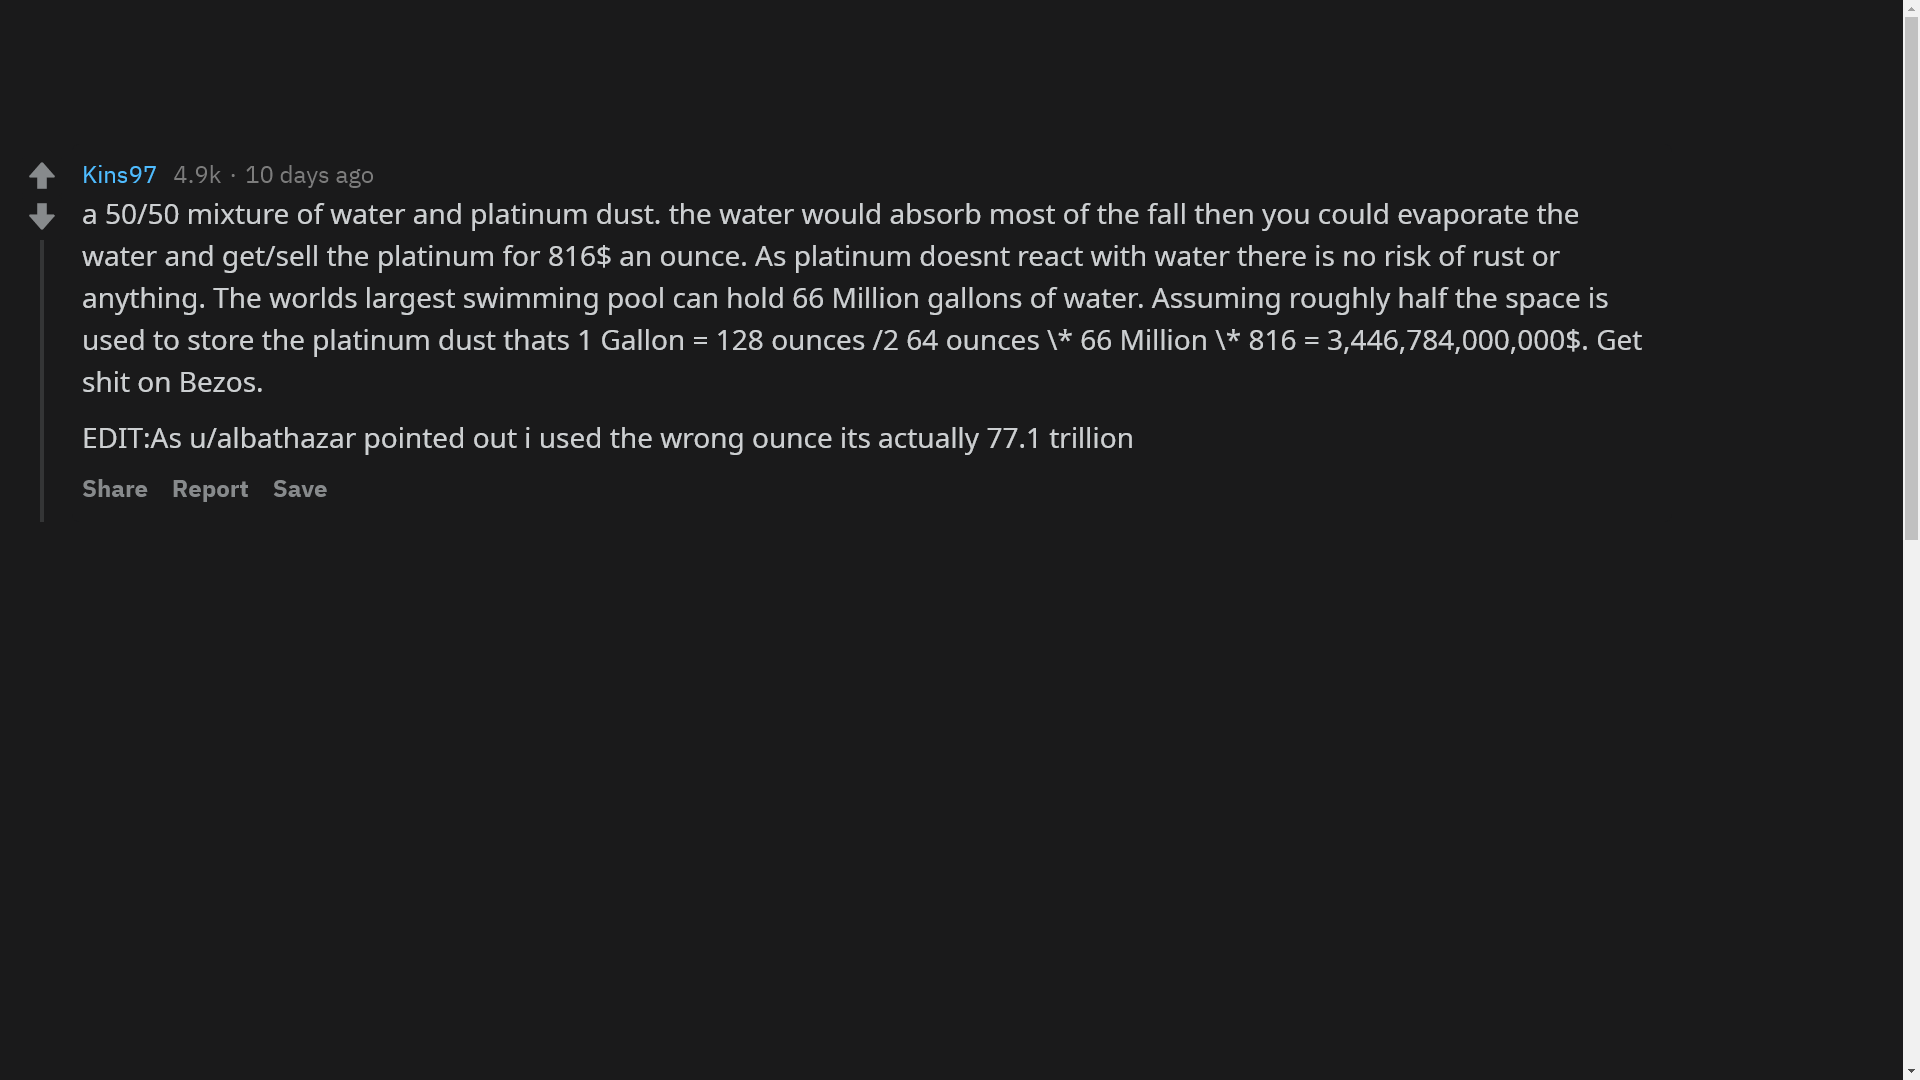 Kins97 4.9k · 10 days ago
a 50/50 mixture of water and platinum dust. the water would absorb most of the fall then you could evaporate the
water and get/sell the platinum for 816$ an ounce. As platinum doesnt react with water there is no risk of rust or
anything. The worlds largest swimming pool can hold 66 Million gallons of water. Assuming roughly half the space is
used to store the platinum dust thats 1 Gallon = 128 ounces /2 64 ounces \* 66 Million \* 816 = 3,446,784,000,000$. Get
shit on Bezos.
EDIT:As u/albathazar pointed out i used the wrong ounce its actually 77.1 trillion
Share Report Save